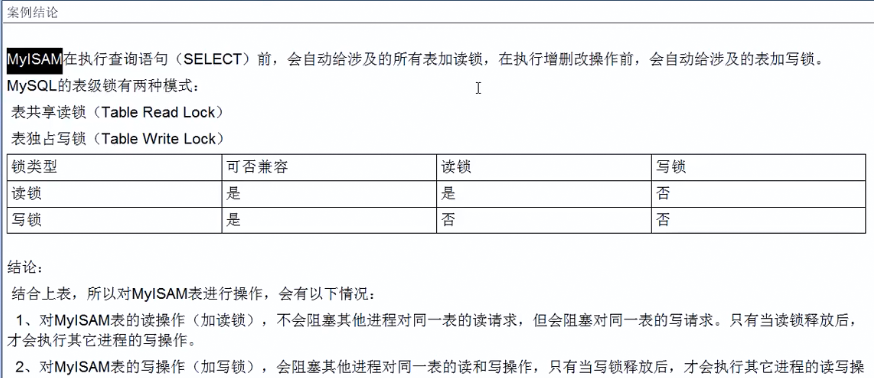 案例结论
MyISAM在执行查询语句（SELECT）前，会自动给涉及的所有表加读锁，在执行增删改操作前，会自动给涉及的表加写锁。
MySQL的表级锁有两种模式：
表共享读锁（Table Read Lock）
表独占写锁（Table Write Lock）
锁类型 可否兼容 读锁 写锁
读锁 是 是 否
写锁 是 否 否
结论：
结合上表，所以对MyISAM表进行操作，会有以下情况：
1、对MyISAM表的读操作（加读锁），不会阻塞其他进程对同一表的读请求，但会阻塞对同一表的写请求。只有当读锁释放后，
才会执行其它进程的写操作。
2、对MyISAM表的写操作（加写锁），会阻塞其他进程对同一表的读和写操作，只有当写锁释放后，才会执行其它进程的读写操